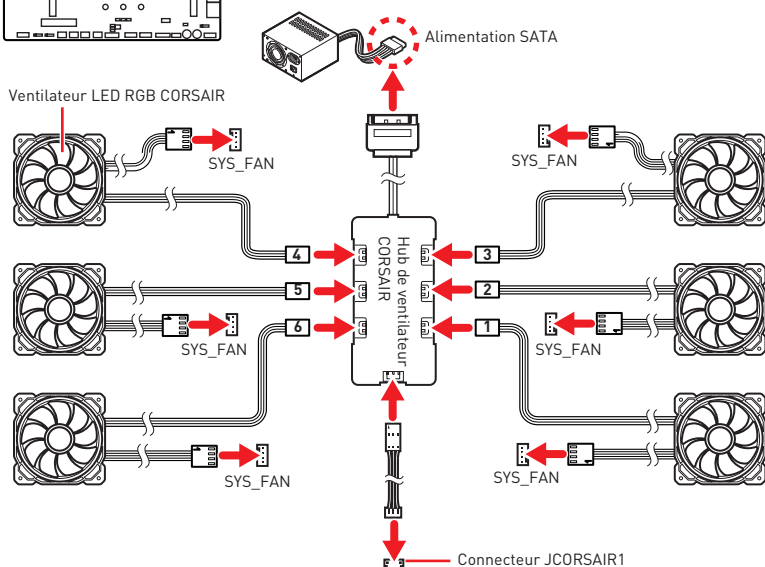 Alimentation SATA
Ventilateur LED RGB CORSAIR
SYS_FAN
SYS_FAN
4
3
Hub de ventilateur
CORSAIR
5
2
6
1
SYS_FAN
SYS_FAN
SYS_FAN
SYS_FAN
Connecteur JCORSAIR1